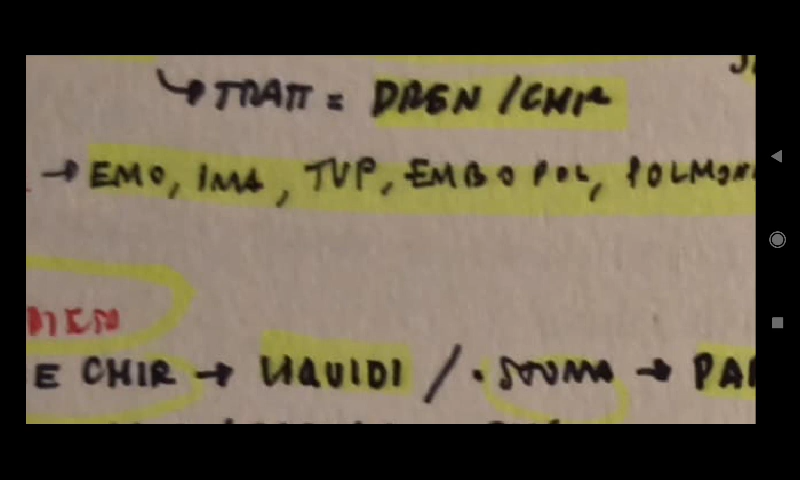 → TRATT = DREN / CHIR
→ EMO, IMA, TVP, EMBO POL, POLMON
E CHIR → LIQUIDI / • STOMA → PA